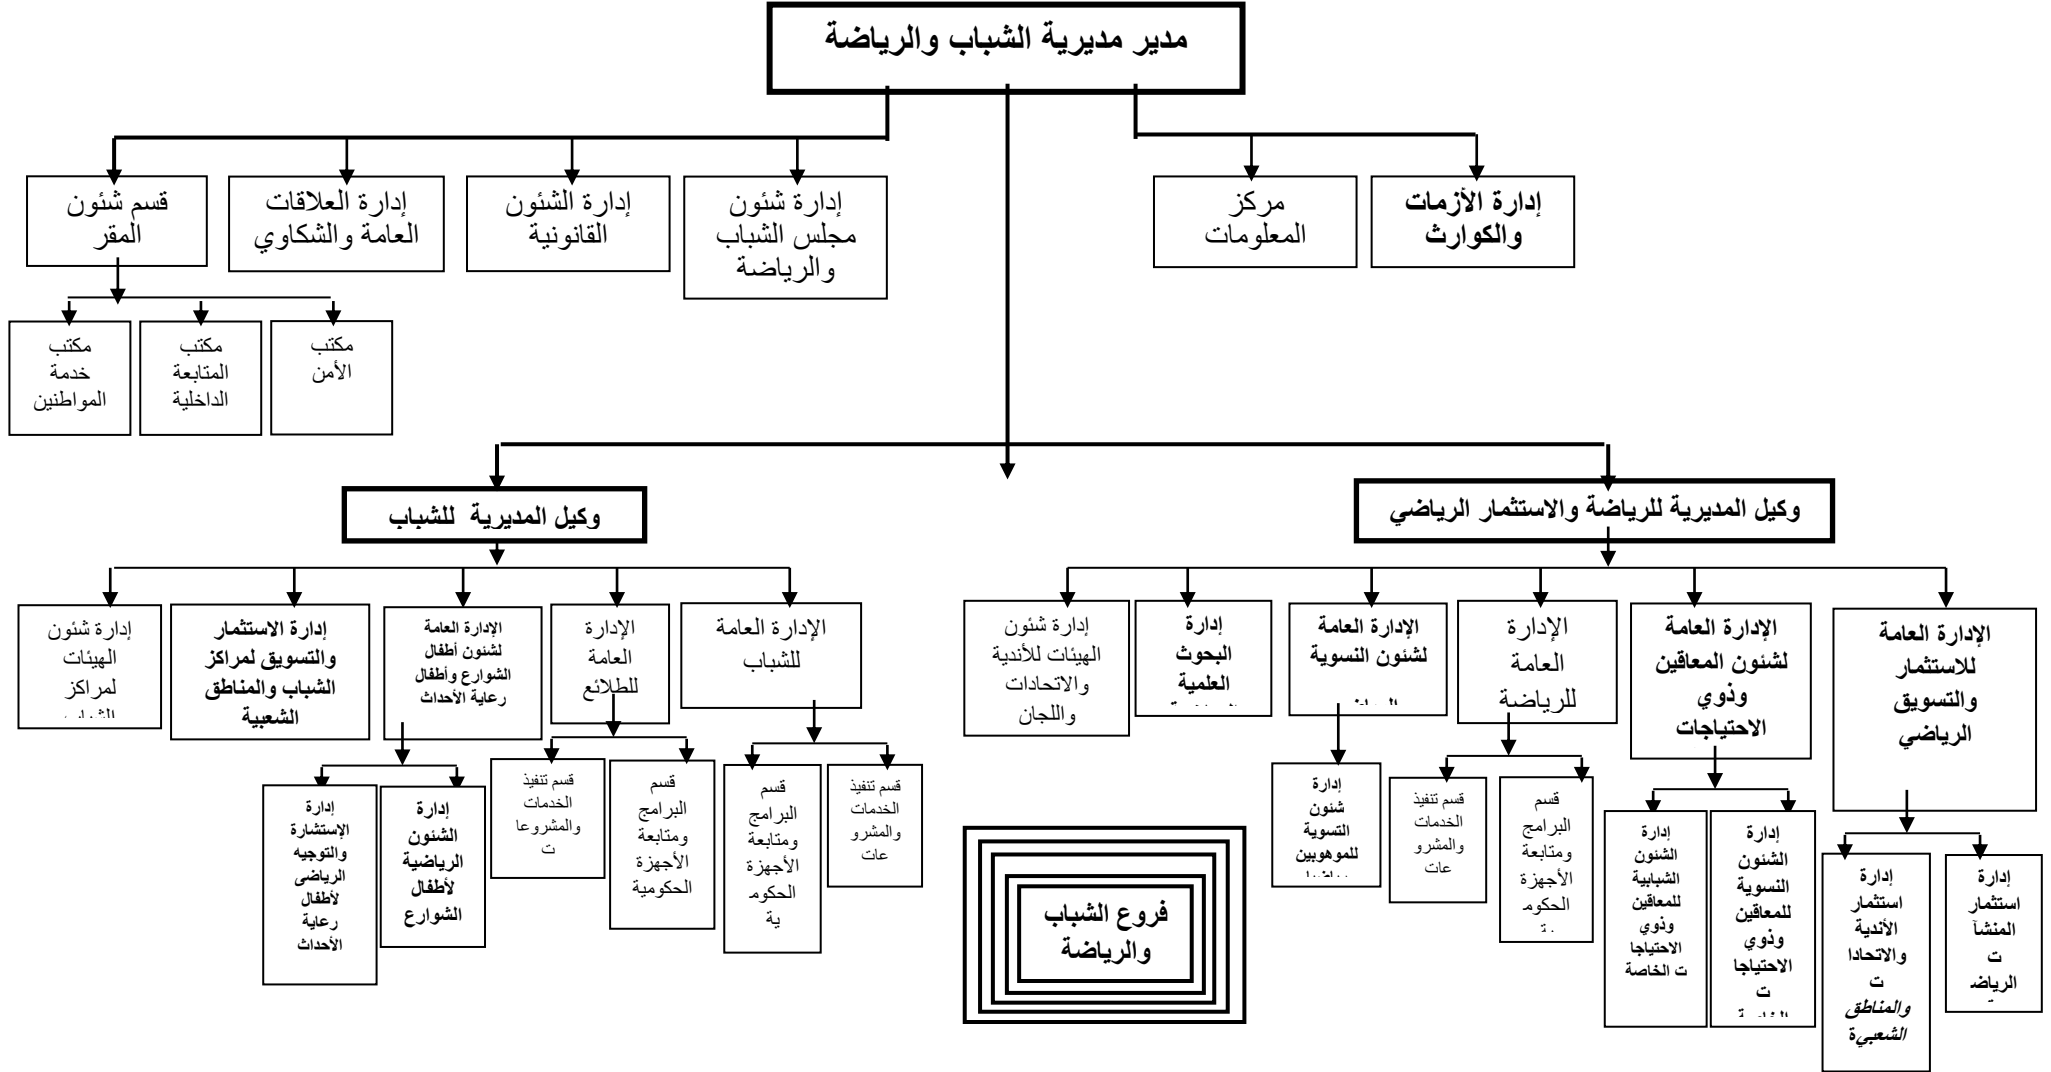 مدير مديرية الشباب والرياضة
إدارة الأزمات
والكوارث
مركز
المعلومات
إدارة شئون
مجلس الشباب
والرياضة
إدارة الشئون
القانونية
إدارة العلاقات
العامة والشكاوي
قسم شئون
المقر
مكتب
الأمن
مكتب
المتابعة
الداخلية
مكتب
خدمة
المواطنين
وكيل المديرية للرياضة والاستثمار الرياضي
وكيل المديرية للشباب
الإدارة العامة
للاستثمار
والتسويق
الرياضي
الإدارة العامة
لشئون المعاقين
وذوي
الاحتياجات
الإدارة
العامة
للرياضة
الإدارة العامة
لشئون النسوية
إدارة
البحوث
العلمية
إدارة شئون
الهيئات للأندية
والاتحادات
واللجان
الإدارة العامة
للشباب
الإدارة
العامة
للطلائع
الإدارة العامة
لشئون أطفال
الشوارع وأطفال
رعاية الأحداث
إدارة الاستثمار
والتسويق لمراكز
الشباب والمناطق
الشعبية
إدارة شئون
الهيئات
لمراكز
الشباب
إدارة
استثمار
المنشآ
ت
الرياضـ
إدارة
استثمار
الأندية
والاتحادا
ت
والمناطق
الشعبية
إدارة
الشئون
النسوية
للمعاقين
وذوي
الاحتياجا
ت
إدارة
الشئون
الشبابية
للمعاقين
وذوي
الاحتياجا
ت الخاصة
قسم
البرامج
ومتابعة
الأجهزة
الحكومـ
قسم تنفيذ
الخدمات
والمشرو
عات
إدارة
شئون
التسوية
للموهوبين
قسم تنفيذ
الخدمات
والمشرو
عات
قسم
البرامج
ومتابعة
الأجهزة
الحكومـ
ية
قسم
البرامج
ومتابعة
الأجهزة
الحكومية
قسم تنفيذ
الخدمات
والمشروعا
ت
إدارة
الشئون
الرياضية
لأطفال
الشوارع
إدارة
الإستشارة
والتوجيه
الرياضى
لأطفال
رعاية
الأحداث
فروع الشباب
والرياضة